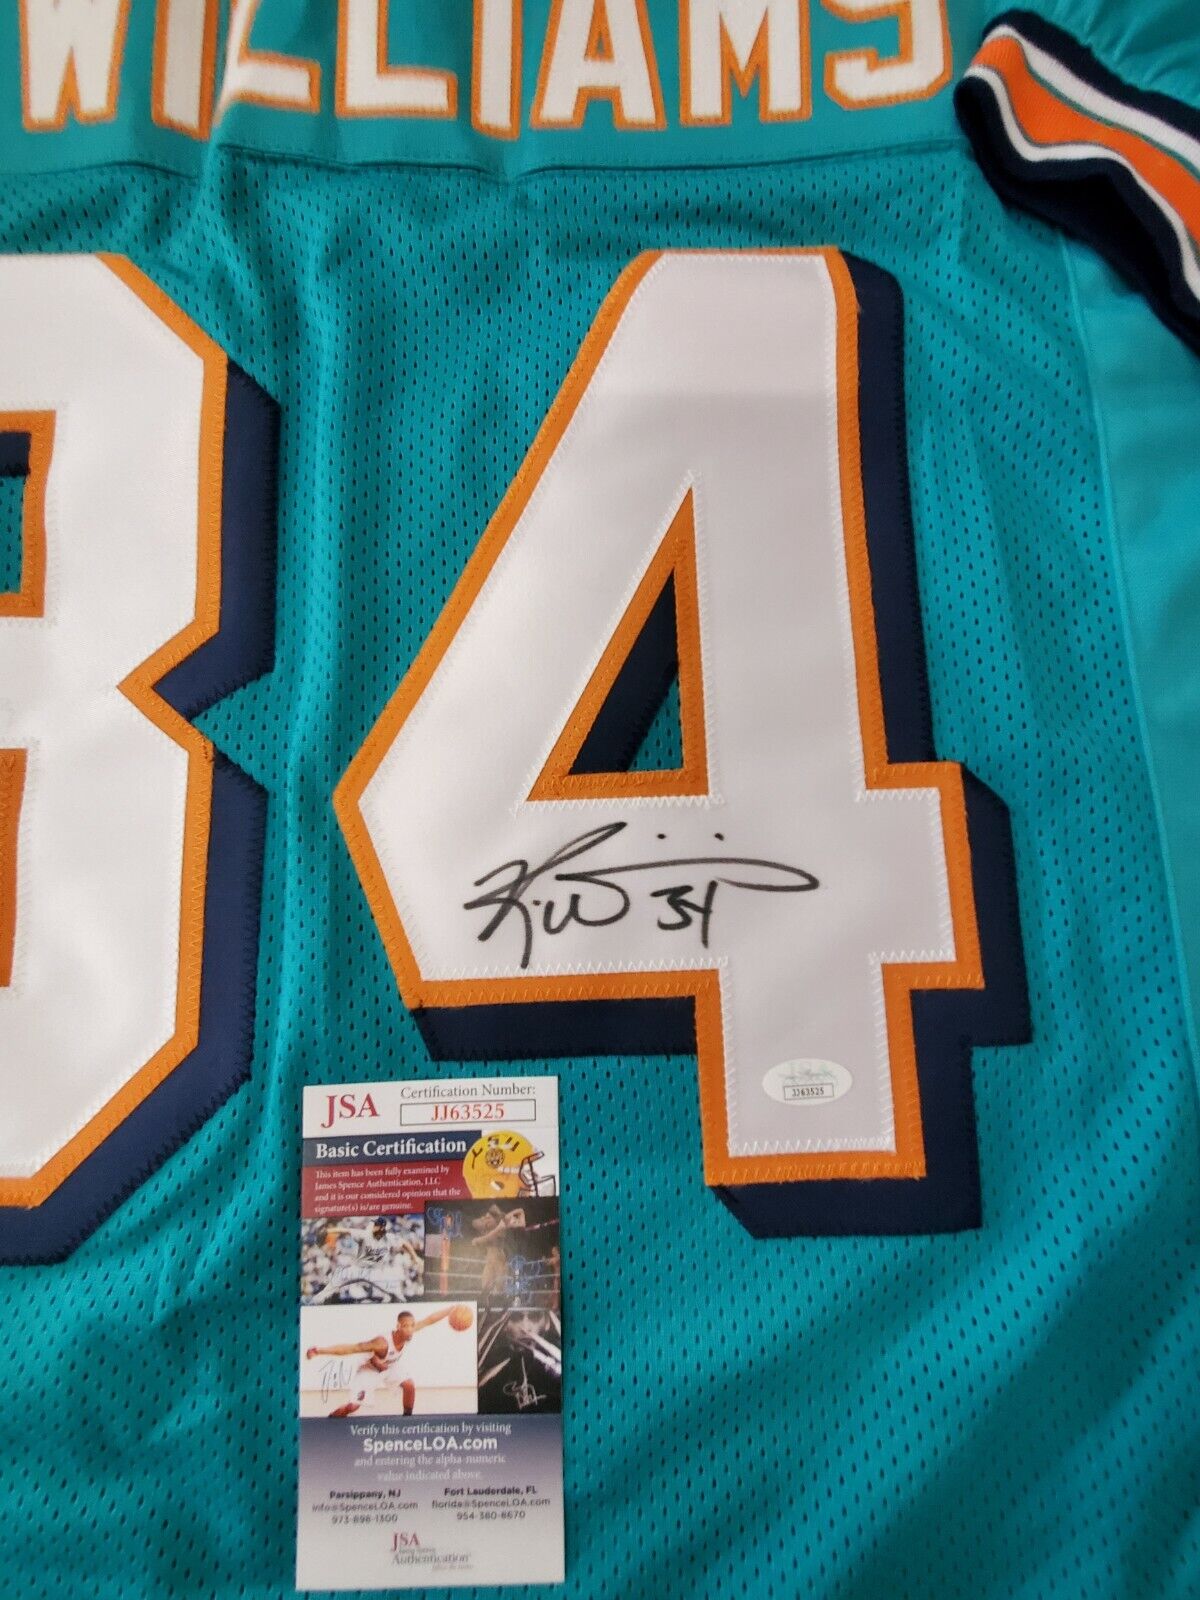 WILLIAMS
34
K.W 34
JJ63525
JSA
Certification Number:
JJ63525
Basic Certification
This item has been fully examined by
James Spence Authentication, LLC
and it is our considered opinion that the
signature(s) is/are genuine.
Verify this certification by visiting
SpenceLOA.com
and entering the alpha-numeric
value indicated above.
Parsippany, NJ
info@SpenceLOA.com
973-898-1300
Fort Lauderdale, FL
florida@SpenceLOA.com
954-380-8670
JSA
Authentication